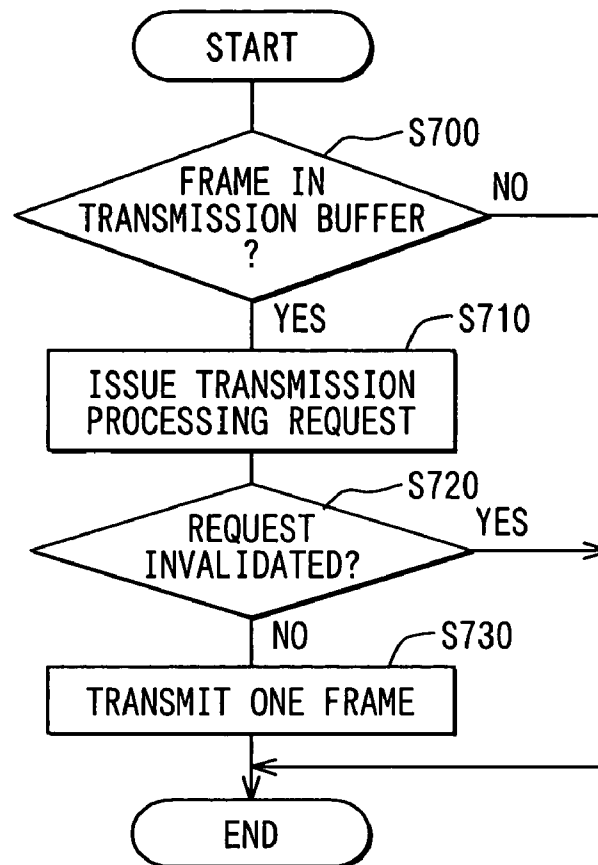 START
S700
FRAME IN
TRANSMISSION BUFFER
?
NO
YES
S710
ISSUE TRANSMISSION
PROCESSING REQUEST
S720
REQUEST
INVALIDATED?
YES
NO
S730
TRANSMIT ONE FRAME
END